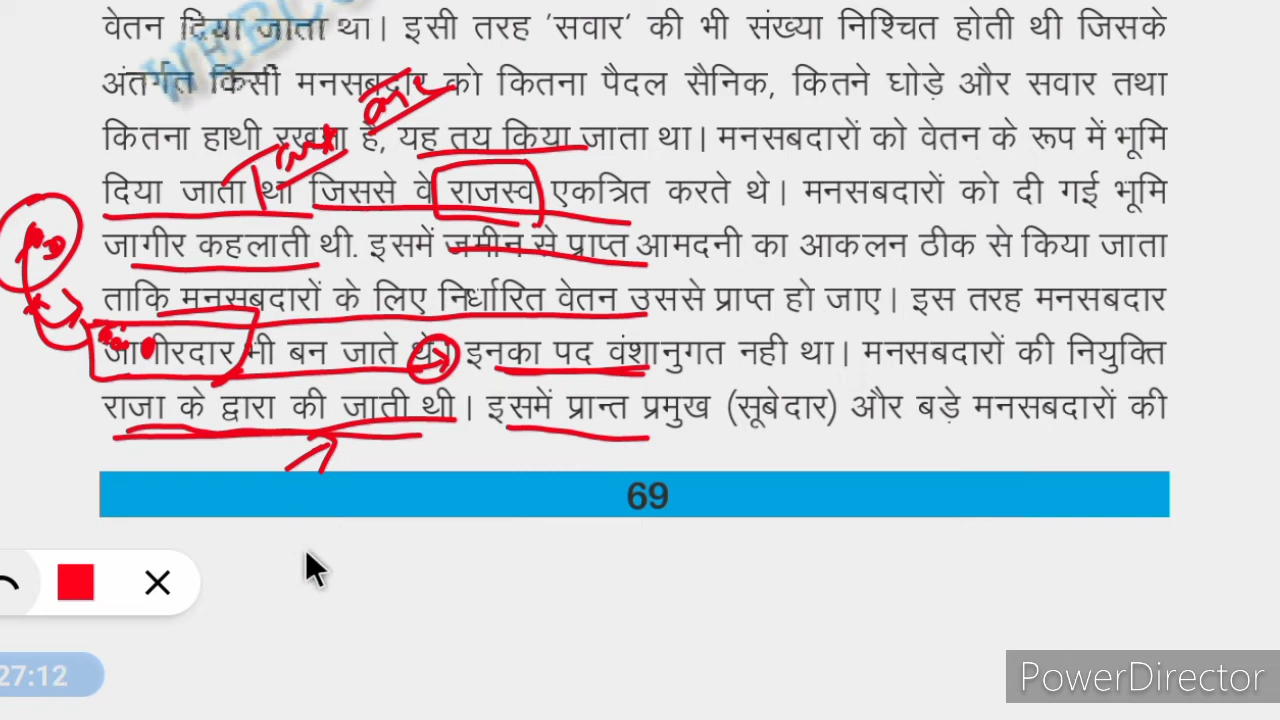 वेतन दिया जाता था। इसी तरह 'सवार' की भी संख्या निश्चित होती थी जिसके
अंतर्गत किसी मनसबदार को कितना पैदल सैनिक, कितने घोड़े और सवार तथा
कितना हाथी रखना है, यह तय किया जाता था। मनसबदारों को वेतन के रूप में भूमि
दिया जाता था जिससे वे राजस्व एकत्रित करते थे। मनसबदारों को दी गई भूमि
जागीर कहलाती थी. इसमें जमीन से प्राप्त आमदनी का आकलन ठीक से किया जाता
ताकि मनसबदारों के लिए निर्धारित वेतन उससे प्राप्त हो जाए। इस तरह मनसबदार
जागीरदार भी बन जाते थे। इनका पद वंशानुगत नही था। मनसबदारों की नियुक्ति
राजा के द्वारा की जाती थी। इसमें प्रान्त प्रमुख (सूबेदार) और बड़े मनसबदारों की
69
27:12
PowerDirector